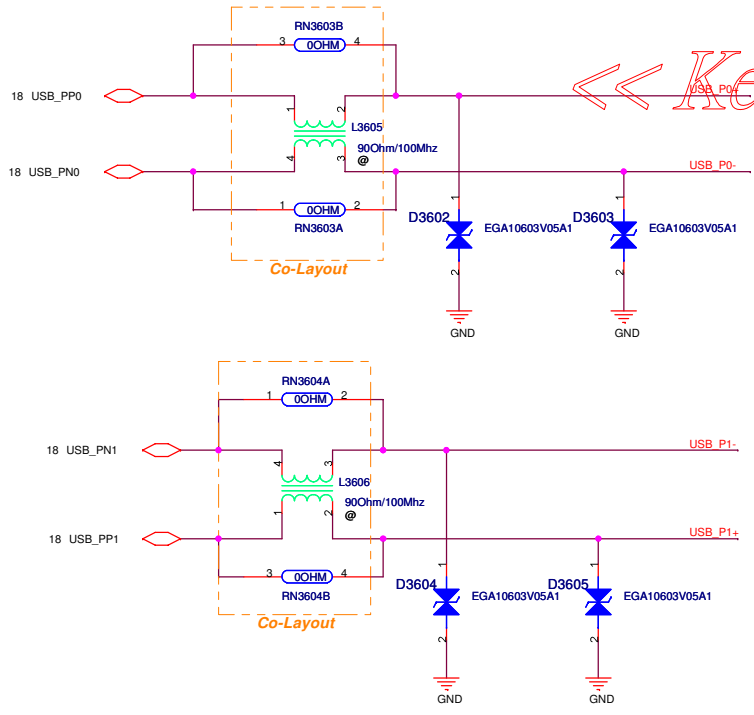 RN3603B
3 0OHM 4
18 USB_PP0
<< Ke
USB_P0+
1 2
L3605
90Ohm/100Mhz
@
4 3
18 USB_PN0
USB_P0-
1 0OHM 2
RN3603A
Co-Layout
1 1
D3602 EGA10603V05A1
D3603 EGA10603V05A1
2 2
GND GND
RN3604A
1 0OHM 2
18 USB_PN1
USB_P1-
4 3
L3606
90Ohm/100Mhz
@
1 2
18 USB_PP1
USB_P1+
3 0OHM 4
RN3604B
Co-Layout
1 1
D3604 EGA10603V05A1
D3605 EGA10603V05A1
2 2
GND GND